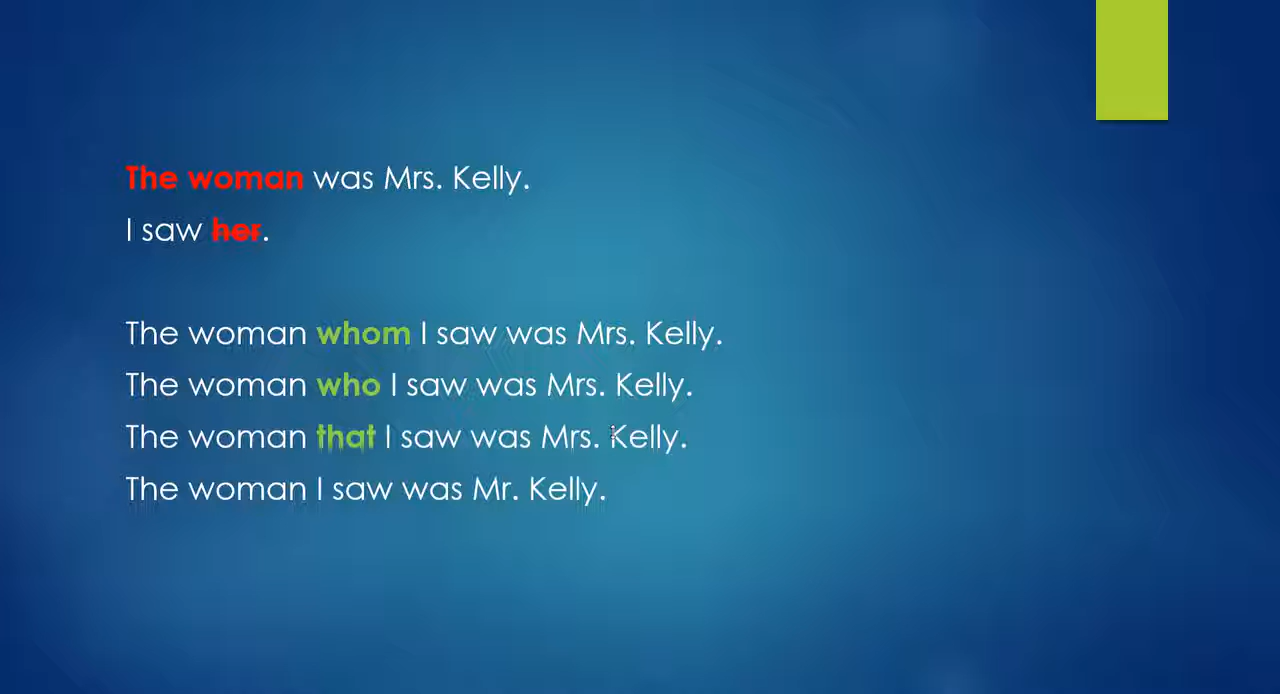 The woman was Mrs. Kelly.
I saw her.
The woman whom I saw was Mrs. Kelly.
The woman who I saw was Mrs. Kelly.
The woman that I saw was Mrs. Kelly.
The woman I saw was Mr. Kelly.